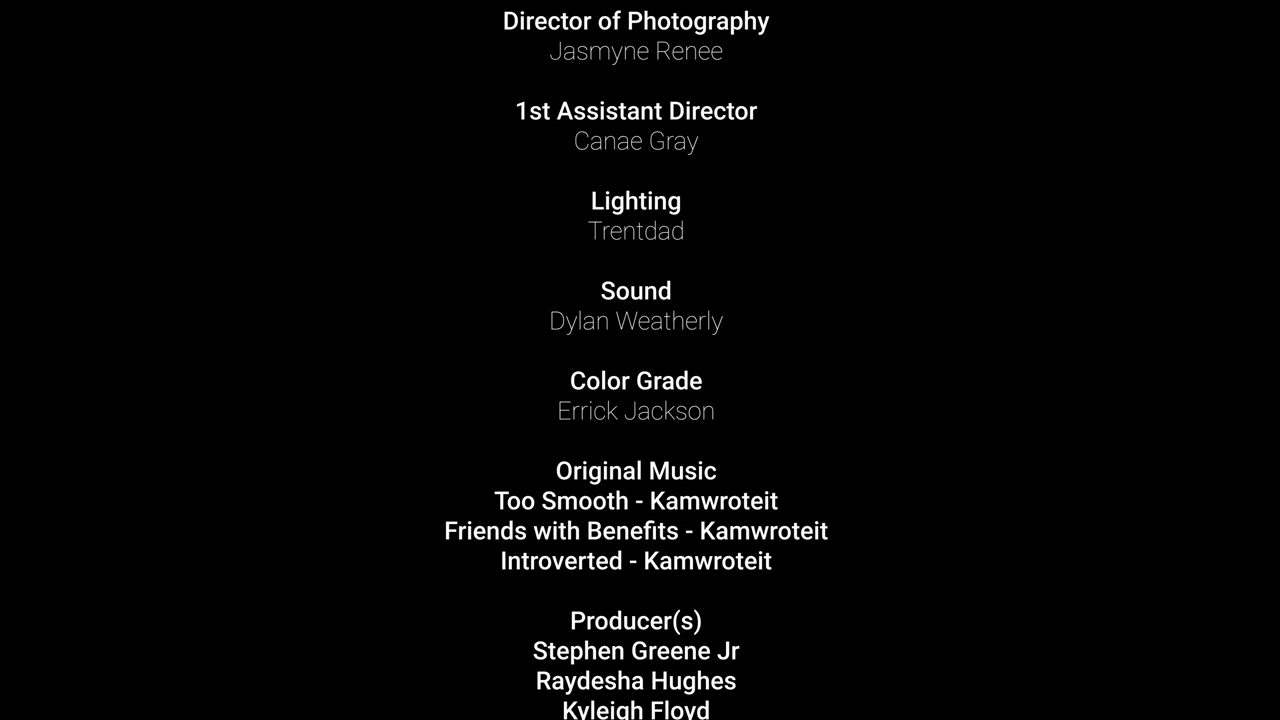 Director of Photography
Jasmyne Renee
1st Assistant Director
Canae Gray
Lighting
Trentdad
Sound
Dylan Weatherly
Color Grade
Errick Jackson
Original Music
Too Smooth - Kamwroteit
Friends with Benefits - Kamwroteit
Introverted - Kamwroteit
Producer(s)
Stephen Greene Jr
Raydesha Hughes
Kyleigh Floyd